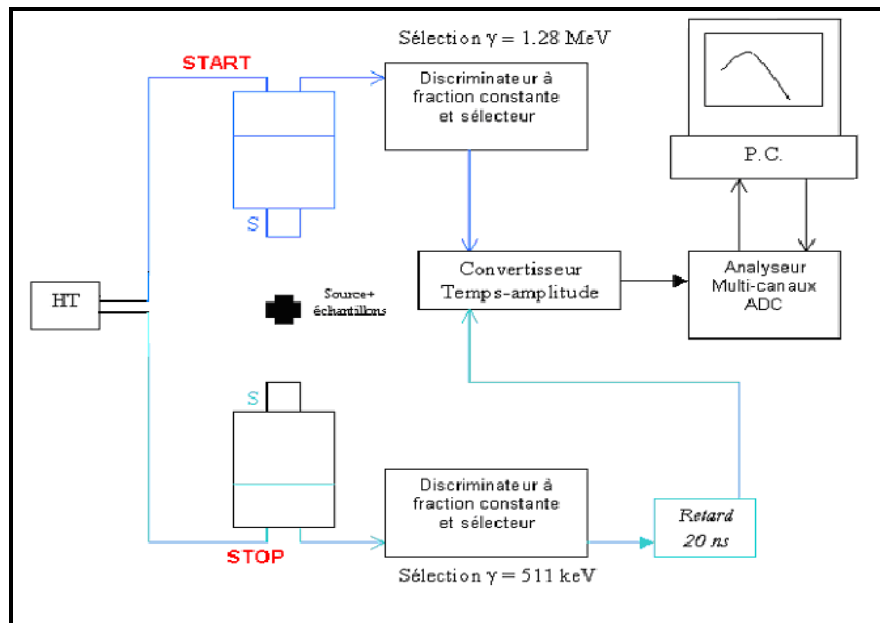 Sélection γ = 1.28 MeV
START
Discriminateur à
fraction constante
et sélecteur
P.C.
S
HT
Source+
échantillons
Convertisseur
Temps-amplitude
Analyseur
Multi-canaux
ADC
S
Discriminateur à
fraction constante
et sélecteur
Retard
20 ns
STOP
Sélection γ = 511 keV